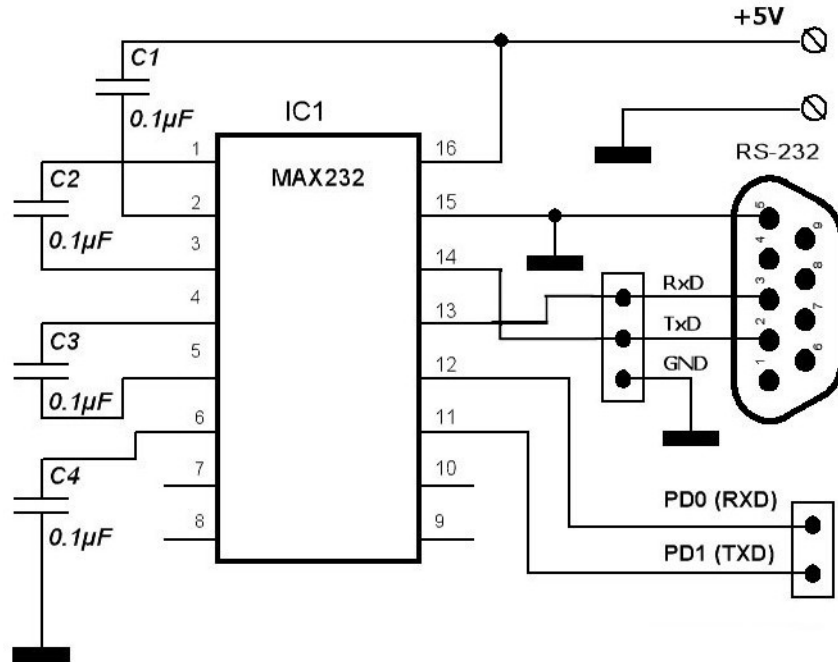 +5V
C1
0.1µF
IC1
RS-232
MAX232
1
16
C2
2
15
0.1µF
3
14
RxD
4
13
TxD
C3
5
12
GND
0.1µF
6
11
C4
7
10
PD0 (RXD)
0.1µF
8
9
PD1 (TXD)
5
9
4
8
3
7
2
6
1